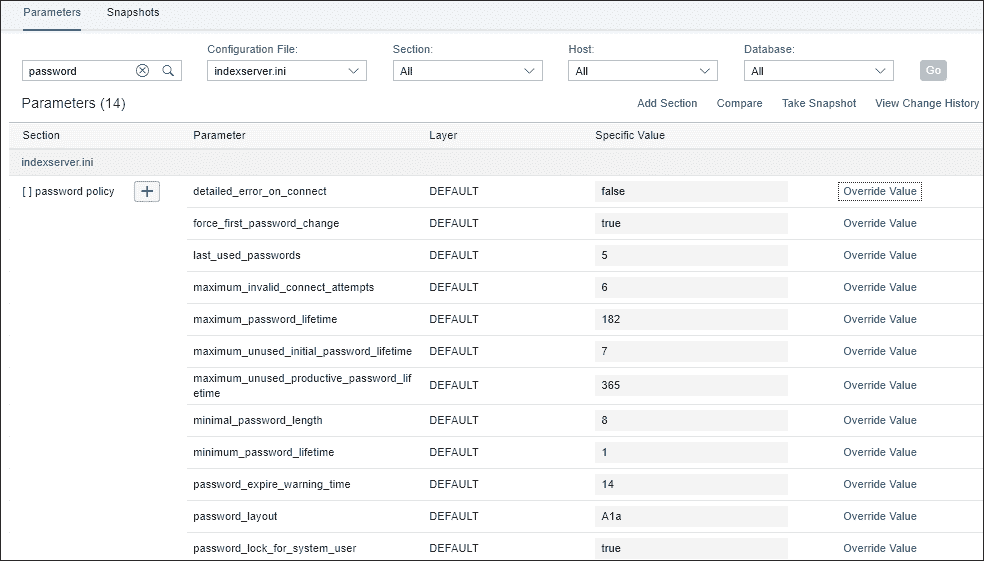 Parameters Snapshots
Configuration File: Section: Host: Database:
password indexserver.ini All All All Go
Parameters (14) Add Section Compare Take Snapshot View Change History
Section Parameter Layer Specific Value
indexserver.ini
[ ] password policy + detailed_error_on_connect DEFAULT false Override Value
force_first_password_change DEFAULT true Override Value
last_used_passwords DEFAULT 5 Override Value
maximum_invalid_connect_attempts DEFAULT 6 Override Value
maximum_password_lifetime DEFAULT 182 Override Value
maximum_unused_initial_password_lifetime DEFAULT 7 Override Value
maximum_unused_productive_password_lif
etime DEFAULT 365 Override Value
minimal_password_length DEFAULT 8 Override Value
minimum_password_lifetime DEFAULT 1 Override Value
password_expire_warning_time DEFAULT 14 Override Value
password_layout DEFAULT A1a Override Value
password_lock_for_system_user DEFAULT true Override Value